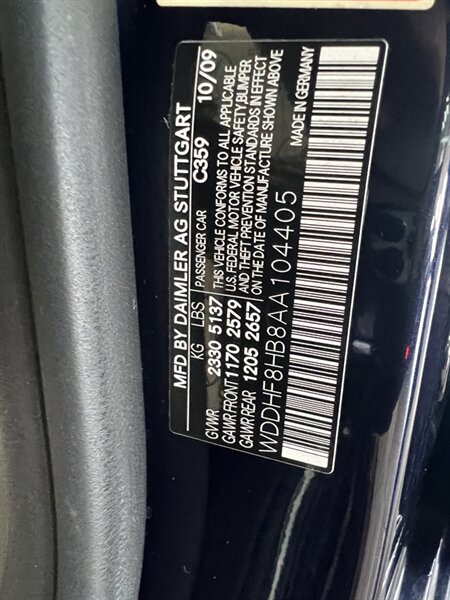 MFD BY DAIMLER AG STUTTGART
KG LBS PASSENGER CAR C359 10/09
GVWR 2330 5137 THIS VEHICLE CONFORMS TO ALL APPLICABLE
GAWR FRONT 1170 2579 U.S. FEDERAL MOTOR VEHICLE SAFETY, BUMPER
GAWR REAR 1205 2657 AND THEFT PREVENTION STANDARDS IN EFFECT
ON THE DATE OF MANUFACTURE SHOWN ABOVE
WDDHF8HB8AA104405 MADE IN GERMANY